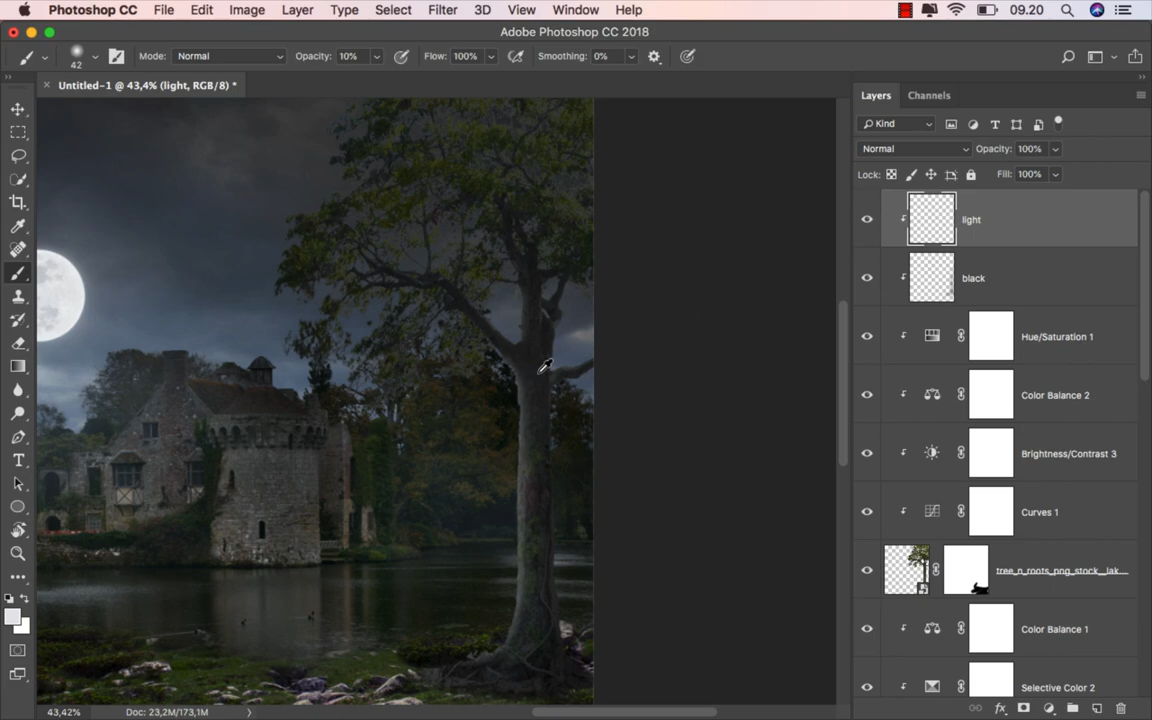 Photoshop CC File Edit Image Layer Type Select Filter 3D View Window Help 09.20
Adobe Photoshop CC 2018
42 Mode: Normal Opacity: 10% Flow: 100% Smoothing: 0%
Untitled-1 @ 43,4% (light, RGB/8) *
Layers Channels
Kind
Normal Opacity: 100%
Lock: Fill: 100%
light
black
Hue/Saturation 1
Color Balance 2
Brightness/Contrast 3
Curves 1
tree_n_roots_png_stock__lak...
Color Balance 1
Selective Color 2
43,42% Doc: 23,2M/173,1M